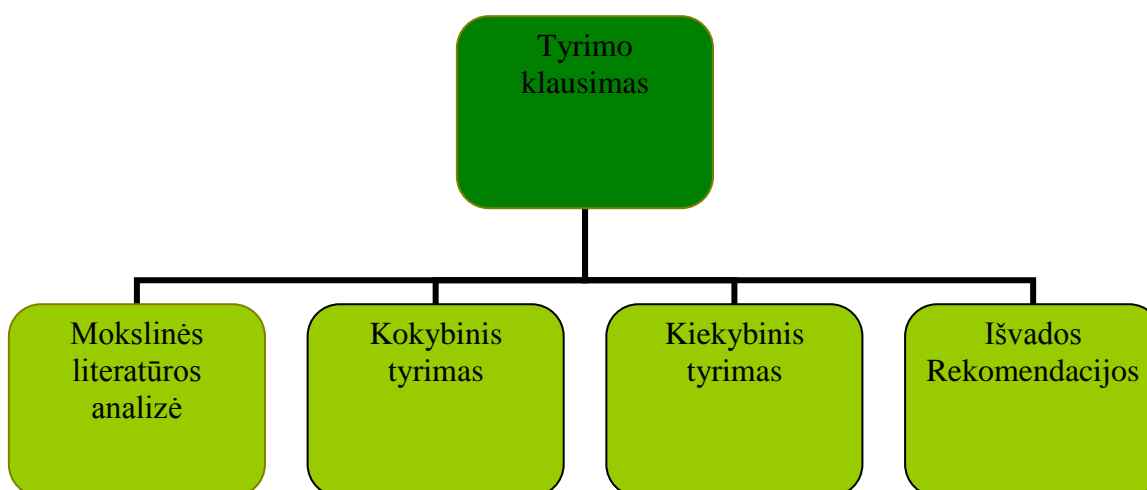 Tyrimo
klausimas
Mokslinės
literatūros
analizė
Kokybinis
tyrimas
Kiekybinis
tyrimas
Išvados
Rekomendacijos